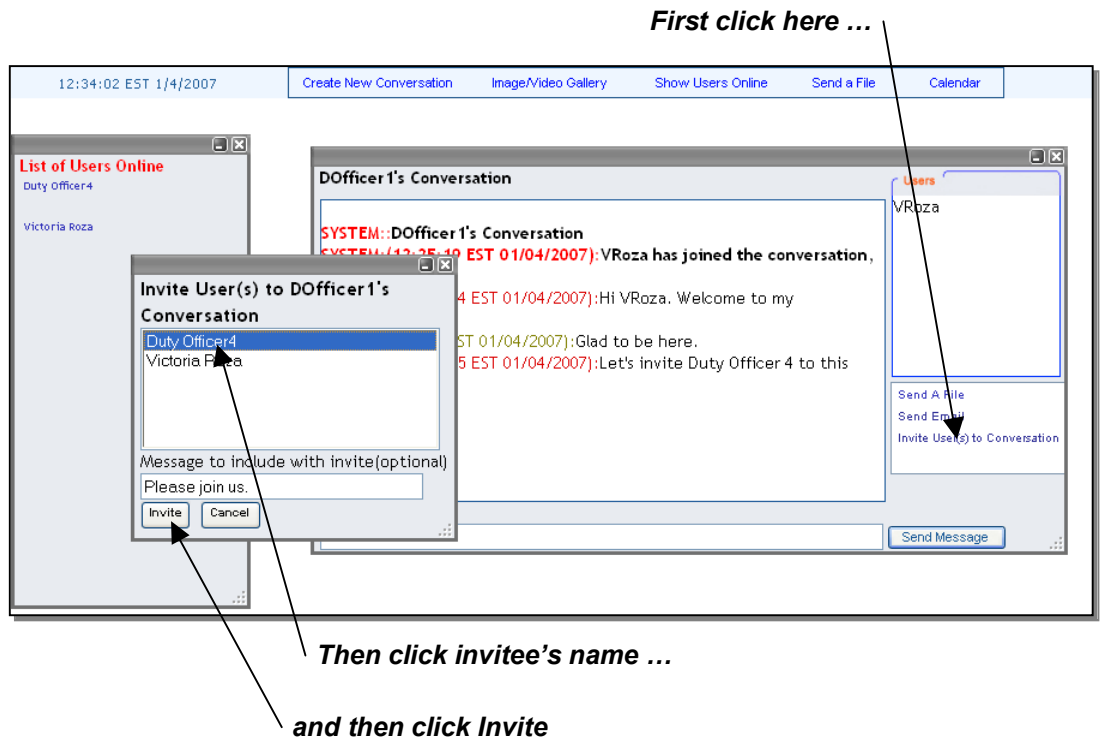 First click here …
12:34:02 EST 1/4/2007 Create New Conversation Image/Video Gallery Show Users Online Send a File Calendar
List of Users Online
Duty Officer4
Victoria Roza
DOfficer1's Conversation
SYSTEM::DOfficer1's Conversation
SYSTEM:(12:25:19 EST 01/04/2007):VRoza has joined the conversation,
4 EST 01/04/2007):Hi VRoza. Welcome to my
ST 01/04/2007):Glad to be here.
5 EST 01/04/2007):Let's invite Duty Officer 4 to this
Users
VRoza
Send A File
Send Email
Invite User(s) to Conversation
Send Message
Invite User(s) to DOfficer1's
Conversation
Duty Officer4
Victoria Roza
Message to include with invite(optional)
Please join us.
Invite Cancel
Then click invitee’s name …
and then click Invite